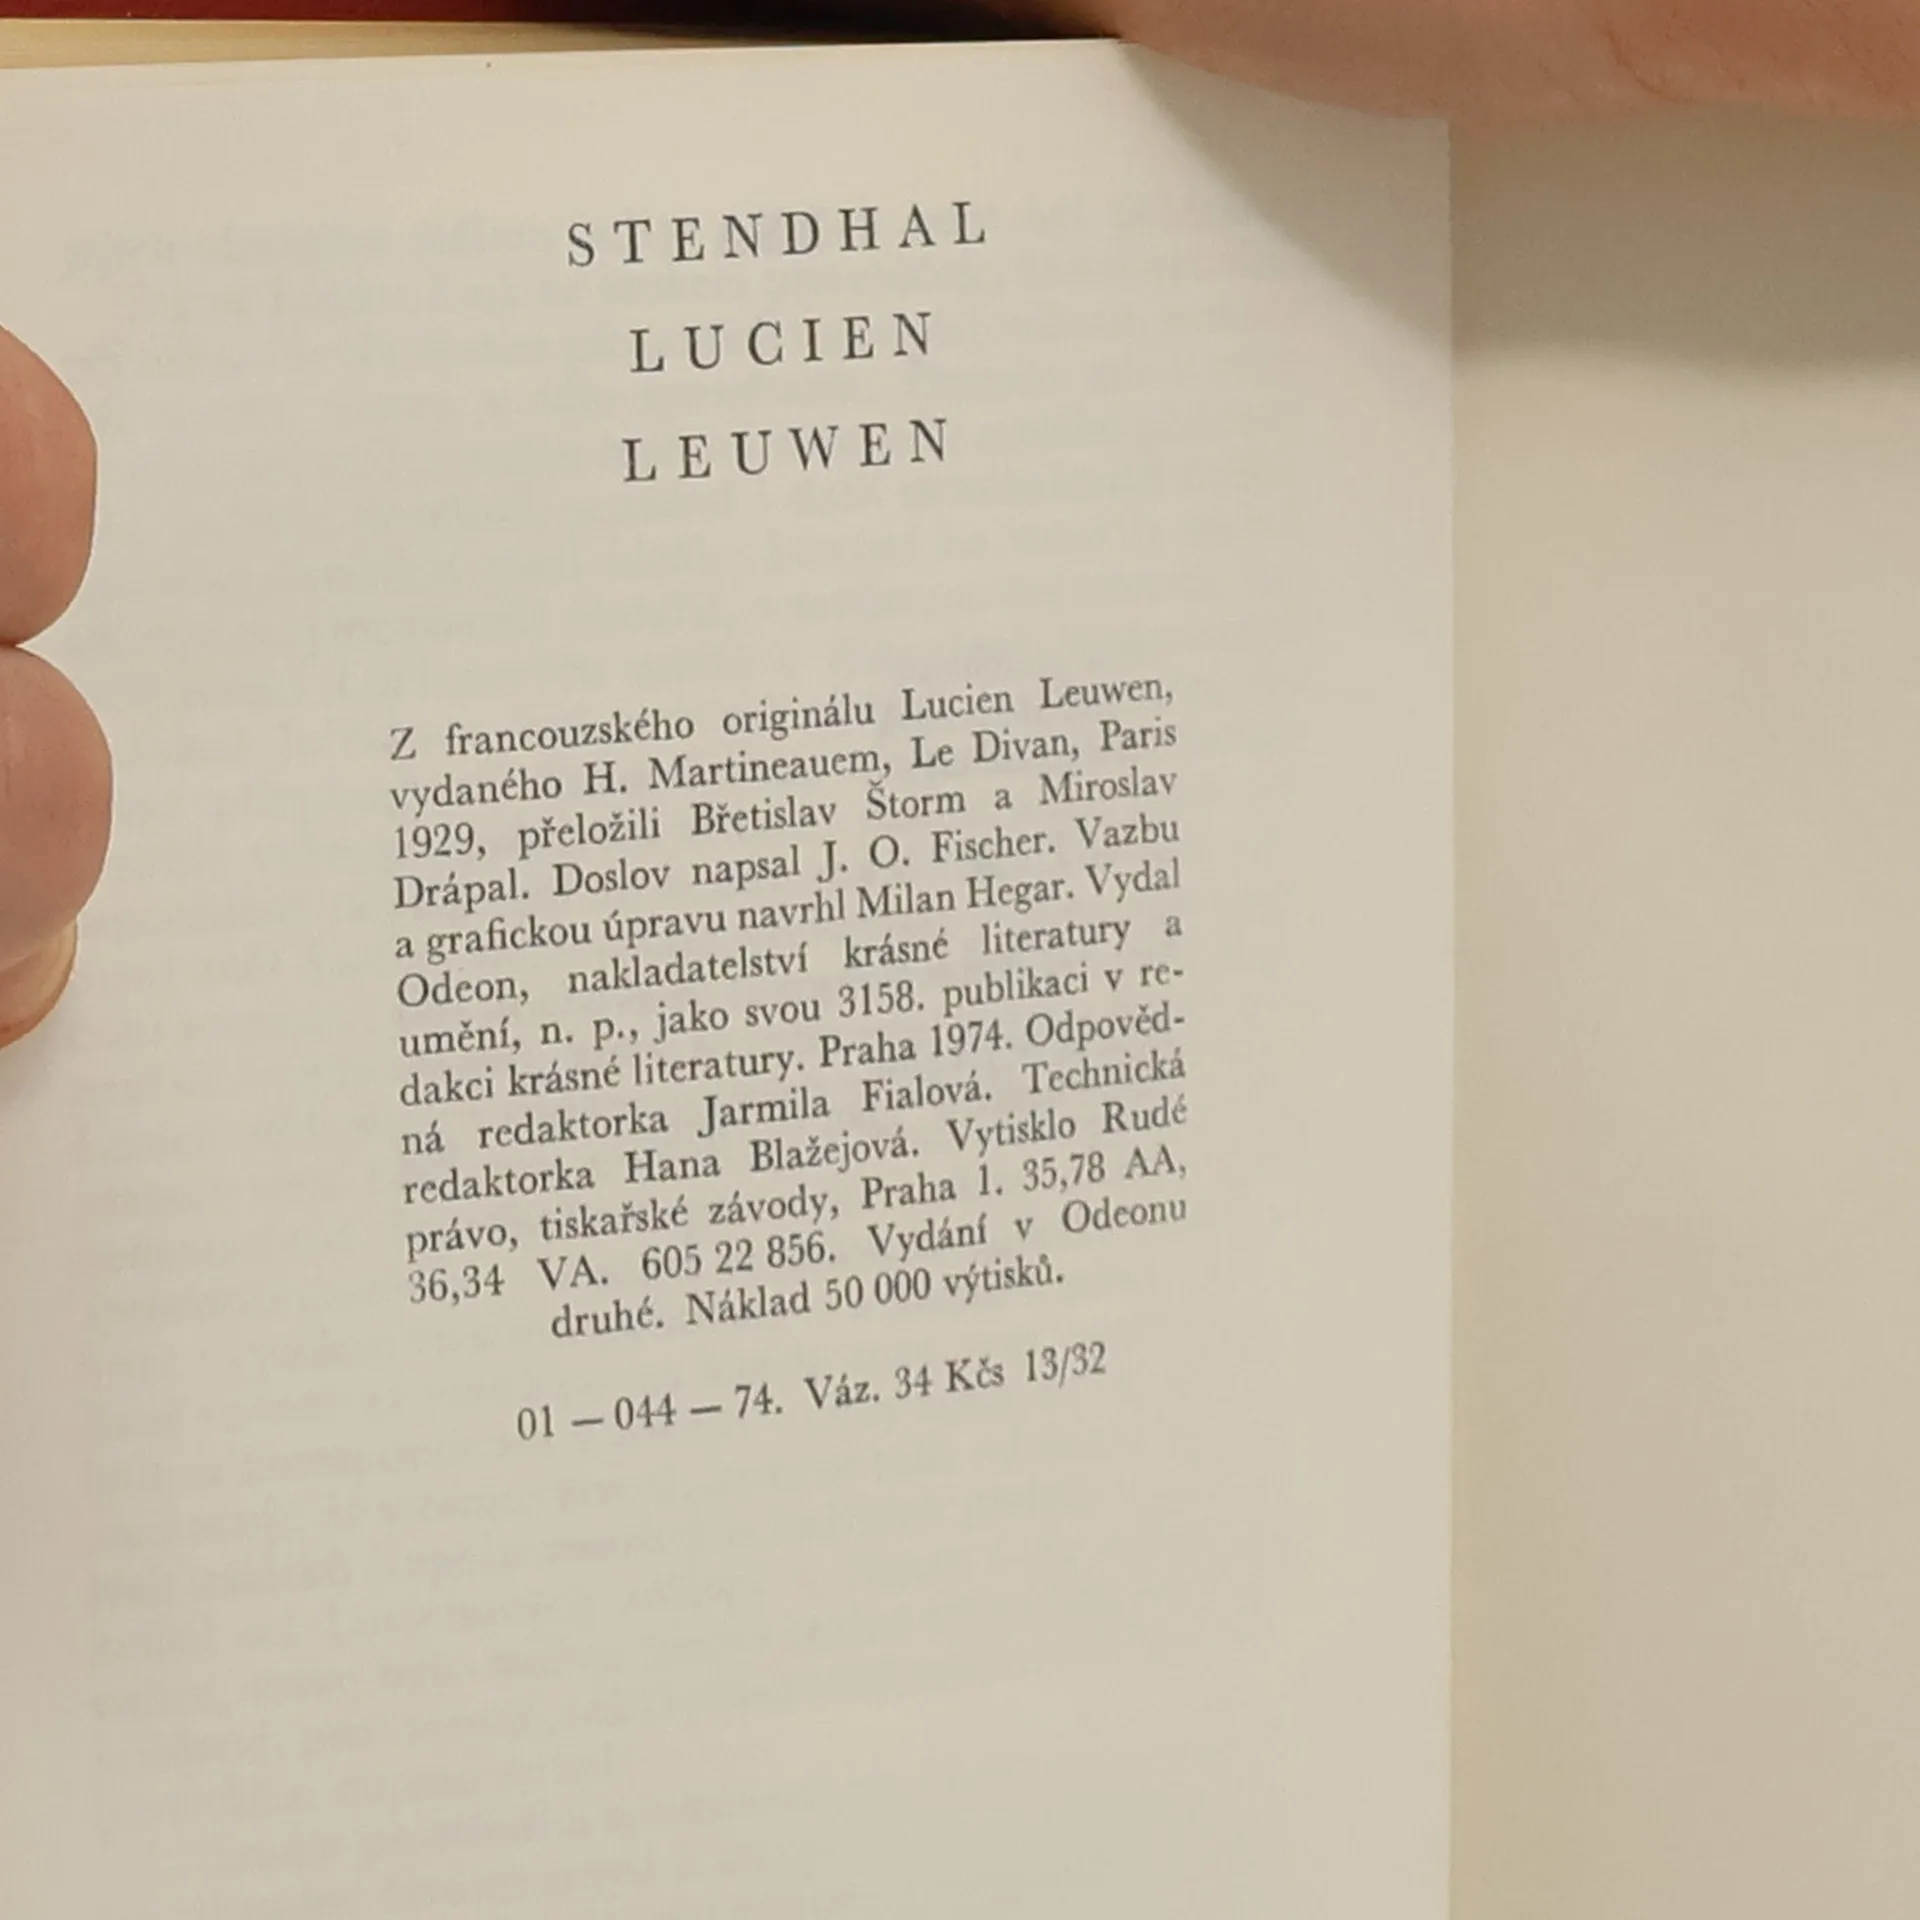 STENDHAL
LUCIEN
LEUWEN
Z francouzského originálu Lucien Leuwen,
vydaného H. Martineauem, Le Divan, Paris
1929, přeložili Břetislav Štorm a Miroslav
Drápal. Doslov napsal J. O. Fischer. Vazbu
a grafickou úpravu navrhl Milan Hegar. Vydal
Odeon, nakladatelství krásné literatury a
umění, n. p., jako svou 3158. publikaci v re-
dakci krásné literatury. Praha 1974. Odpověd-
ná redaktorka Jarmila Fialová. Technická
redaktorka Hana Blažejová. Vytisklo Rudé
právo, tiskařské závody, Praha 1. 35,78 AA,
36,34 VA. 605 22 856. Vydání v Odeonu
druhé. Náklad 50 000 výtisků.
01 — 044 — 74. Váz. 34 Kčs 13/32